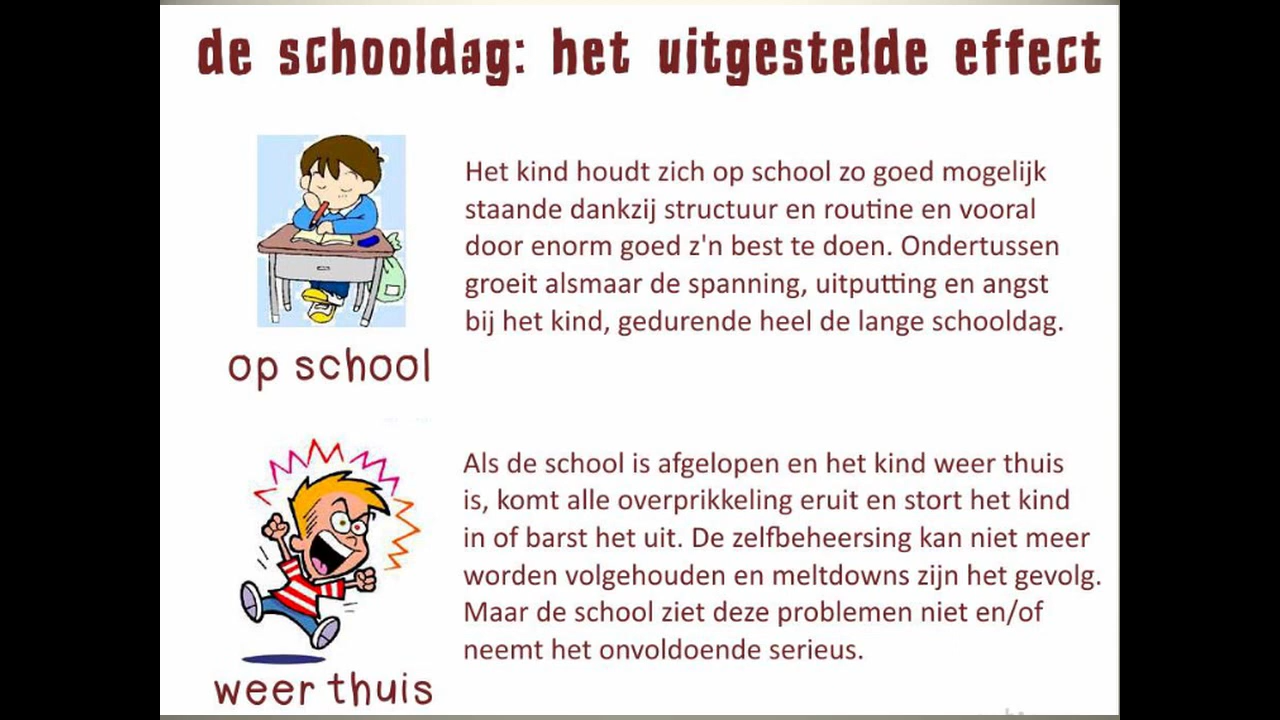 de schooldag: het uitgestelde effect
Het kind houdt zich op school zo goed mogelijk
staande dankzij structuur en routine en vooral
door enorm goed z'n best te doen. Ondertussen
groeit alsmaar de spanning, uitputting en angst
bij het kind, gedurende heel de lange schooldag.
op school
Als de school is afgelopen en het kind weer thuis
is, komt alle overprikkeling eruit en stort het kind
in of barst het uit. De zelfbeheersing kan niet meer
worden volgehouden en meltdowns zijn het gevolg.
Maar de school ziet deze problemen niet en/of
neemt het onvoldoende serieus.
weer thuis